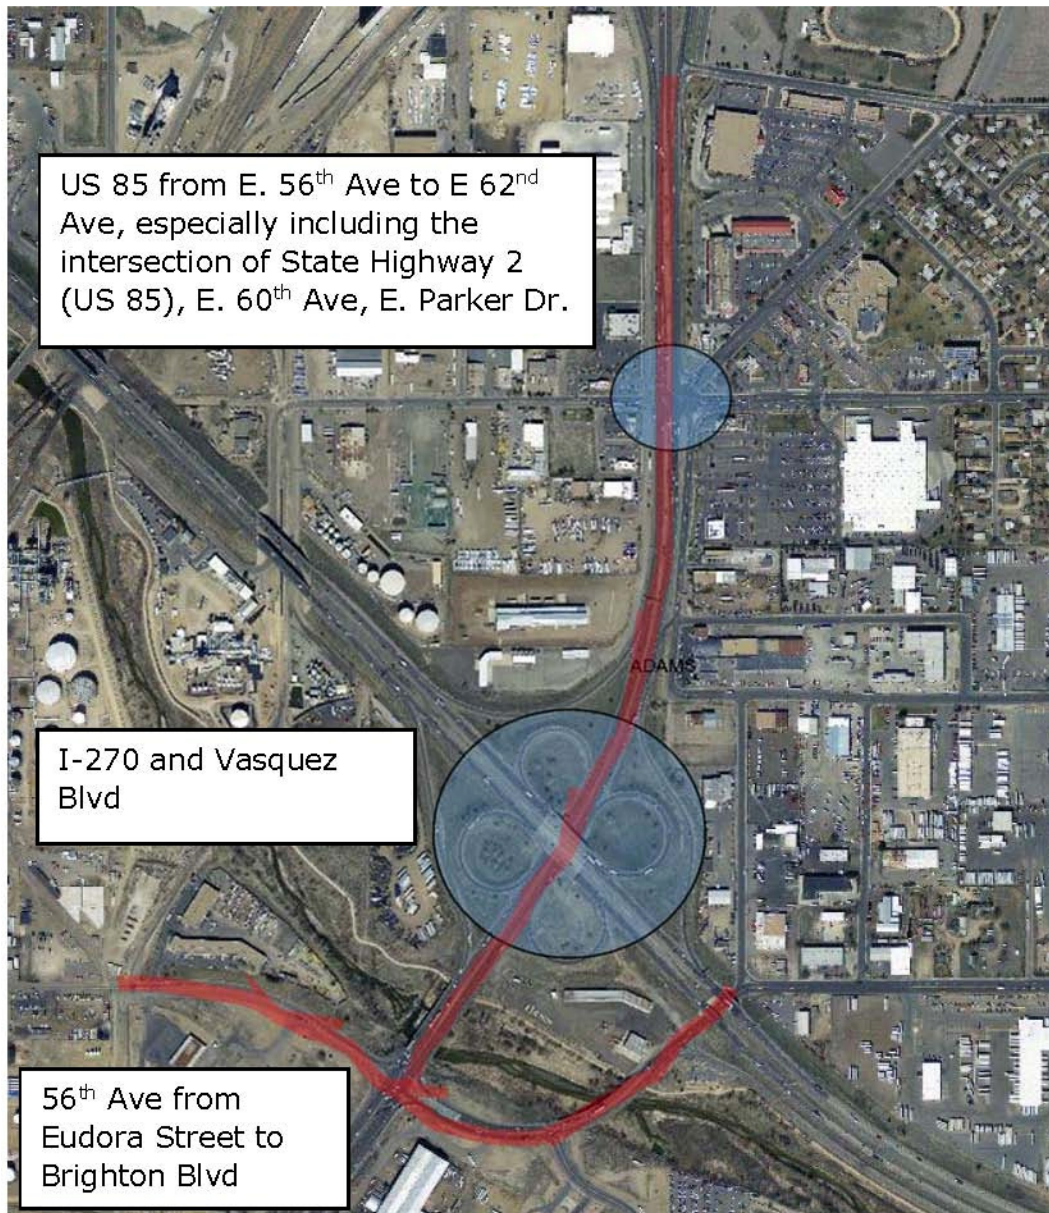 US 85 from E. 56th Ave to E 62nd
Ave, especially including the
intersection of State Highway 2
(US 85), E. 60th Ave, E. Parker Dr.
ADAMS
I-270 and Vasquez
Blvd
56th Ave from
Eudora Street to
Brighton Blvd